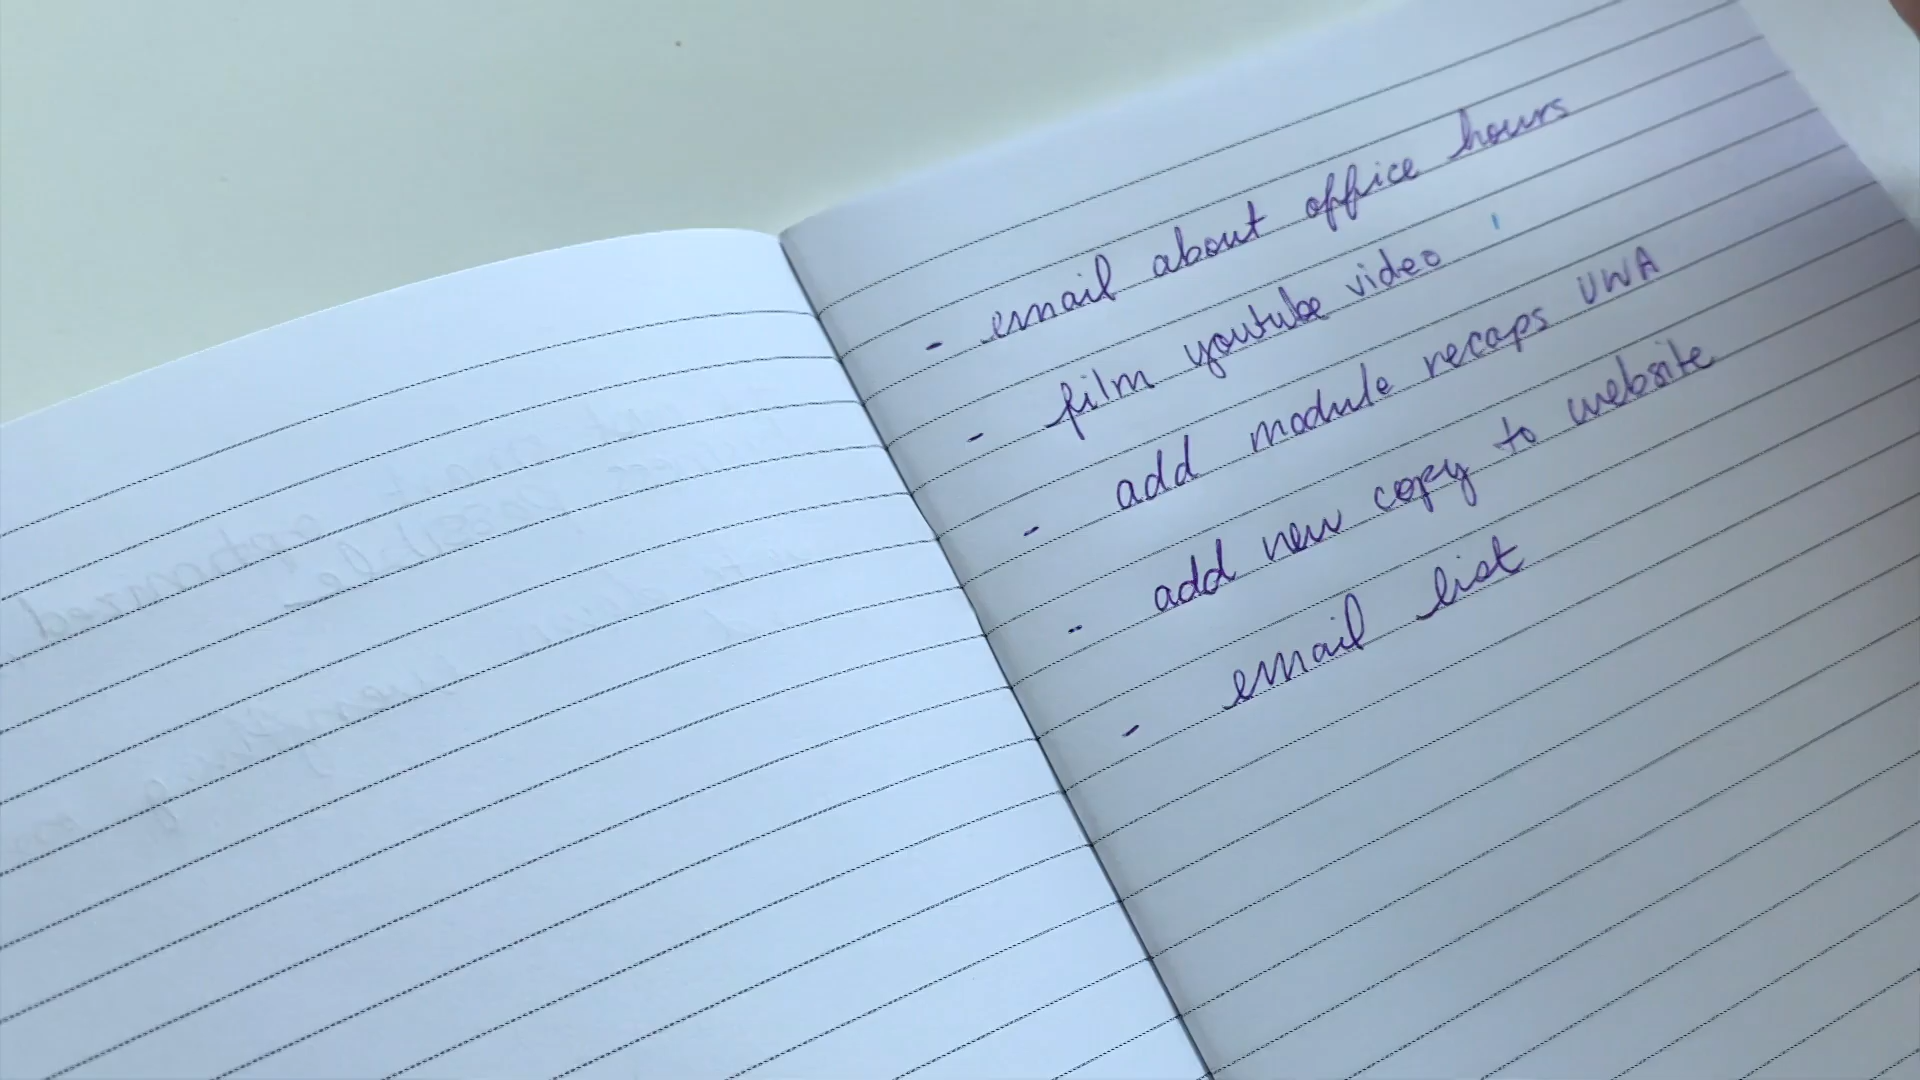 - email about office hours
- film youtube video
- add module recaps UWA
- add new copy to website
- email list